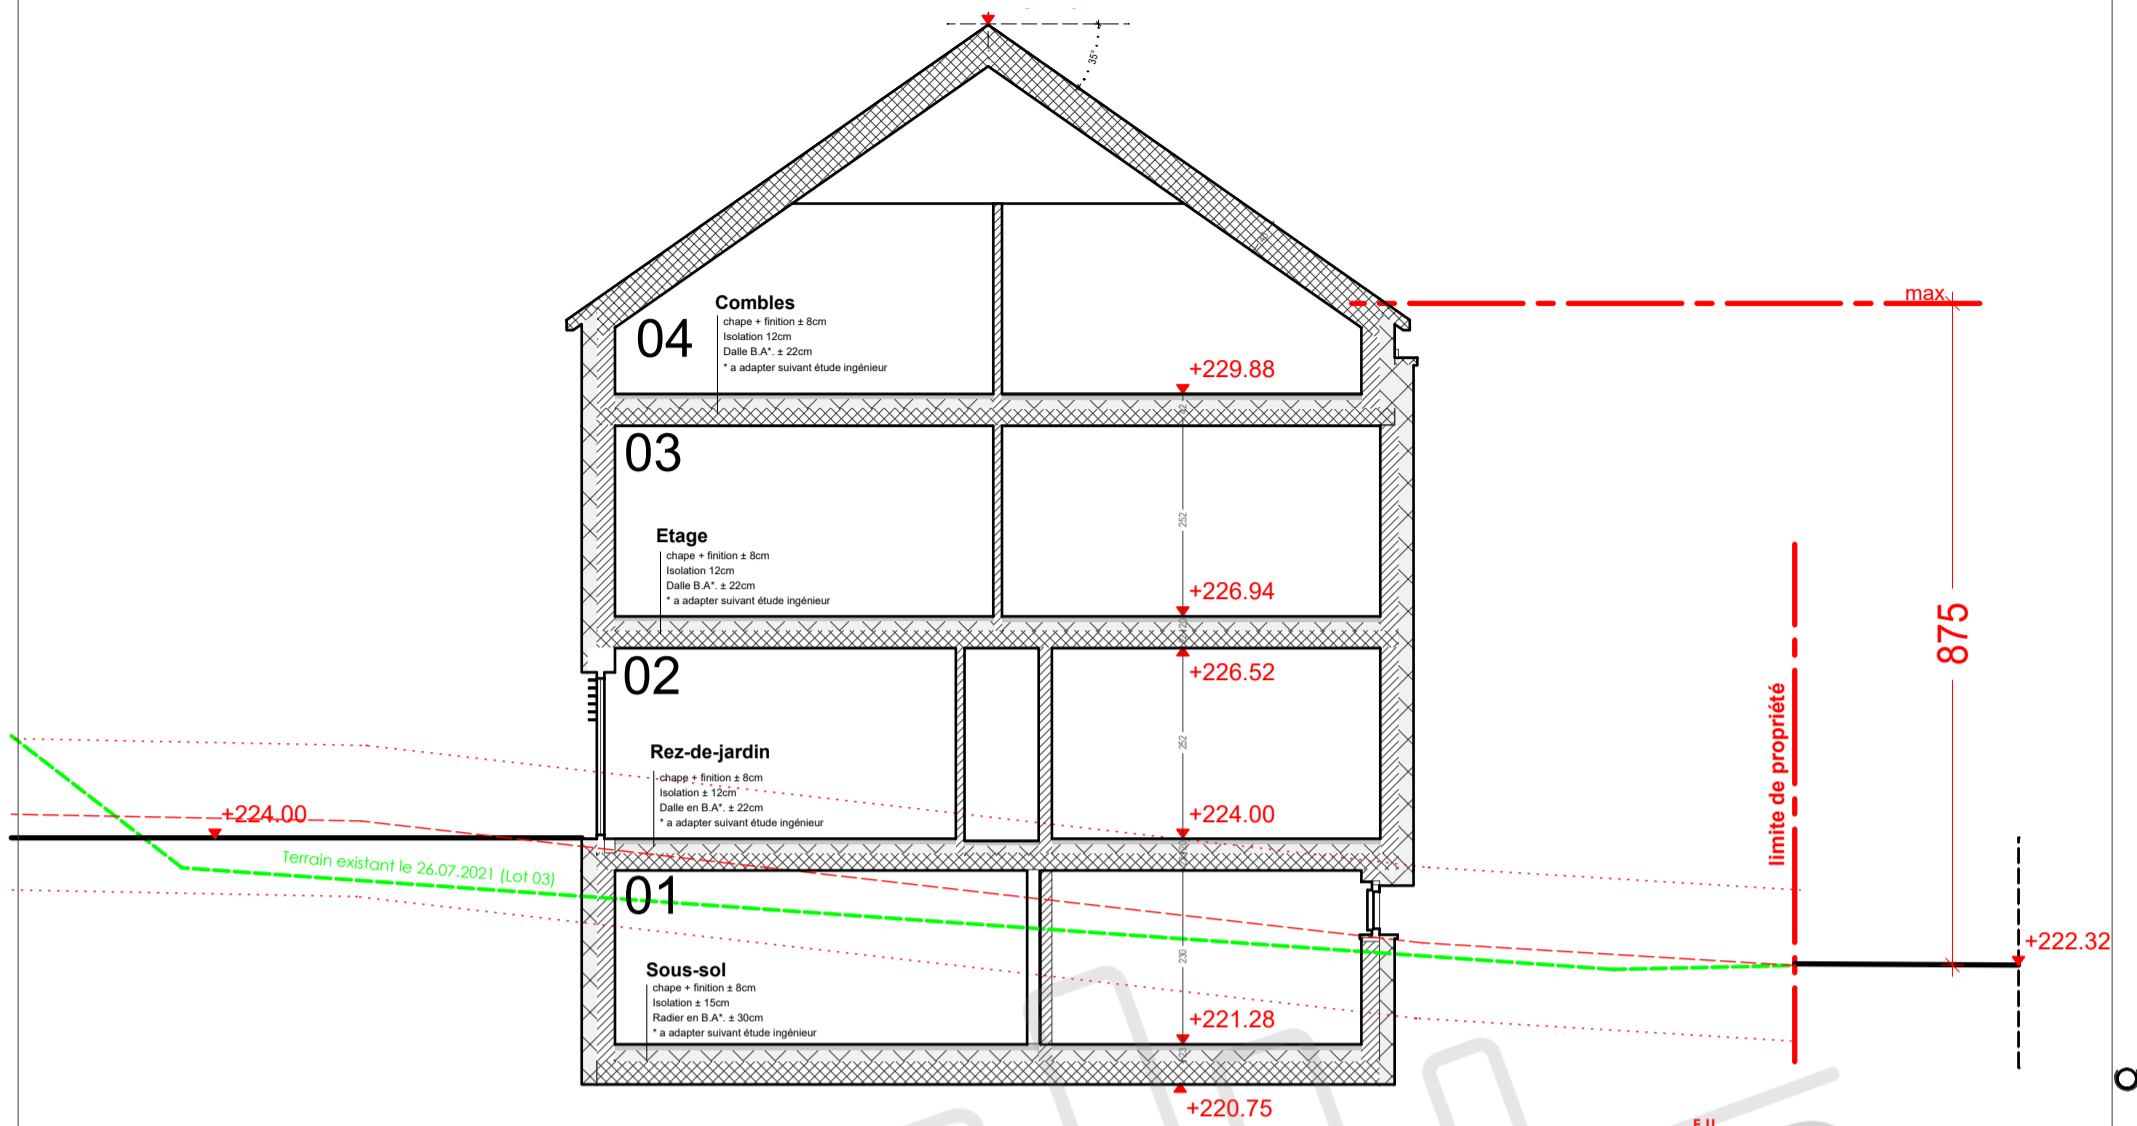 35°
max
Combles
chape + finition ± 8cm
Isolation 12cm
Dalle B.A*. ± 22cm
* a adapter suivant étude ingénieur
04
+229.88
03
252
Etage
chape + finition ± 8cm
Isolation 12cm
Dalle B.A*. ± 22cm
* a adapter suivant étude ingénieur
+226.94
875
02
+226.52
limite de propriété
252
Rez-de-jardin
chape + finition ± 8cm
Isolation ± 12cm
Dalle en B.A*. ± 22cm
* a adapter suivant étude ingénieur
+224.00
+224.00
Terrain existant le 26.07.2021 (Lot 03)
01
230
+222.32
Sous-sol
chape + finition ± 8cm
Isolation ± 15cm
Radier en B.A*. ± 30cm
* a adapter suivant étude ingénieur
+221.28
+220.75